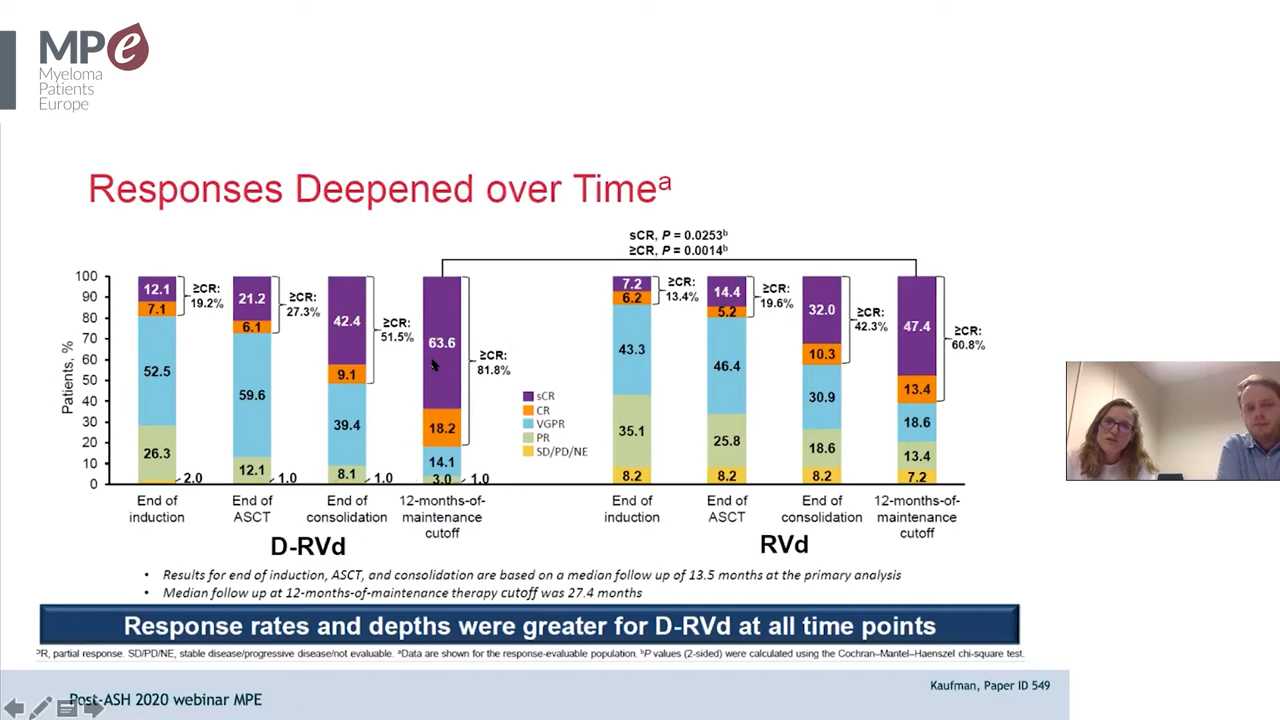 MPe
Myeloma
Patients
Europe
Responses Deepened over Timeᵃ
sCR, P = 0.0253ᵇ
≥CR, P = 0.0014ᵇ
Patients, %
100
90
80
70
60
50
40
30
20
10
0
12.1
7.1
52.5
26.3
2.0
≥CR:
19.2%
21.2
6.1
59.6
12.1
1.0
≥CR:
27.3%
42.4
9.1
39.4
8.1
1.0
≥CR:
51.5%
63.6
18.2
14.1
3.0
1.0
≥CR:
81.8%
sCR
CR
VGPR
PR
SD/PD/NE
7.2
6.2
43.3
35.1
8.2
≥CR:
13.4%
14.4
5.2
46.4
25.8
8.2
≥CR:
19.6%
32.0
10.3
30.9
18.6
8.2
≥CR:
42.3%
47.4
13.4
18.6
13.4
7.2
≥CR:
60.8%
End of
induction
End of
ASCT
End of
consolidation
12-months-of-
maintenance
cutoff
D-RVd
End of
induction
End of
ASCT
End of
consolidation
12-months-of-
maintenance
cutoff
RVd
• Results for end of induction, ASCT, and consolidation are based on a median follow up of 13.5 months at the primary analysis
• Median follow up at 12-months-of-maintenance therapy cutoff was 27.4 months
Response rates and depths were greater for D-RVd at all time points
PR, partial response. SD/PD/NE, stable disease/progressive disease/not evaluable. ᵃData are shown for the response-evaluable population. ᵇP values (2-sided) were calculated using the Cochran–Mantel–Haenszel chi-square test.
Kaufman, Paper ID 549
Post-ASH 2020 webinar MPE